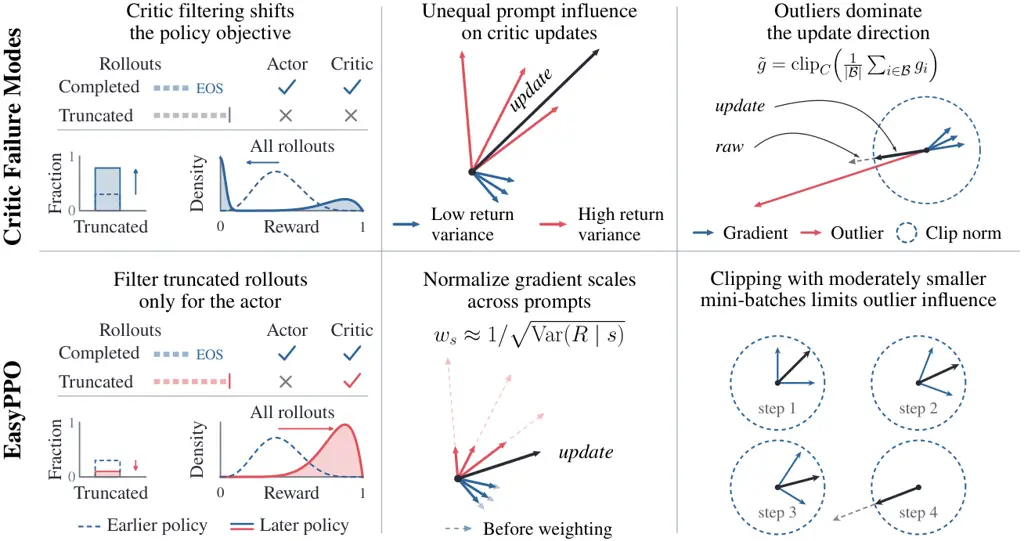 Critic Failure Modes
Critic filtering shifts
the policy objective
Rollouts Actor Critic
Completed EOS
Truncated
All rollouts
Fraction
1
0
Truncated
Density
0 Reward 1
Unequal prompt influence
on critic updates
update
Low return
variance
High return
variance
Outliers dominate
the update direction
g̃ = clip_C(1/|B| ∑_{i∈B} g_i)
update
raw
Gradient Outlier Clip norm
EasyPPO
Filter truncated rollouts
only for the actor
Rollouts Actor Critic
Completed EOS
Truncated
All rollouts
Fraction
1
0
Truncated
Density
0 Reward 1
Earlier policy Later policy
Normalize gradient scales
across prompts
w_s ≈ 1/√Var(R | s)
update
Before weighting
Clipping with moderately smaller
mini-batches limits outlier influence
step 1 step 2
step 3 step 4